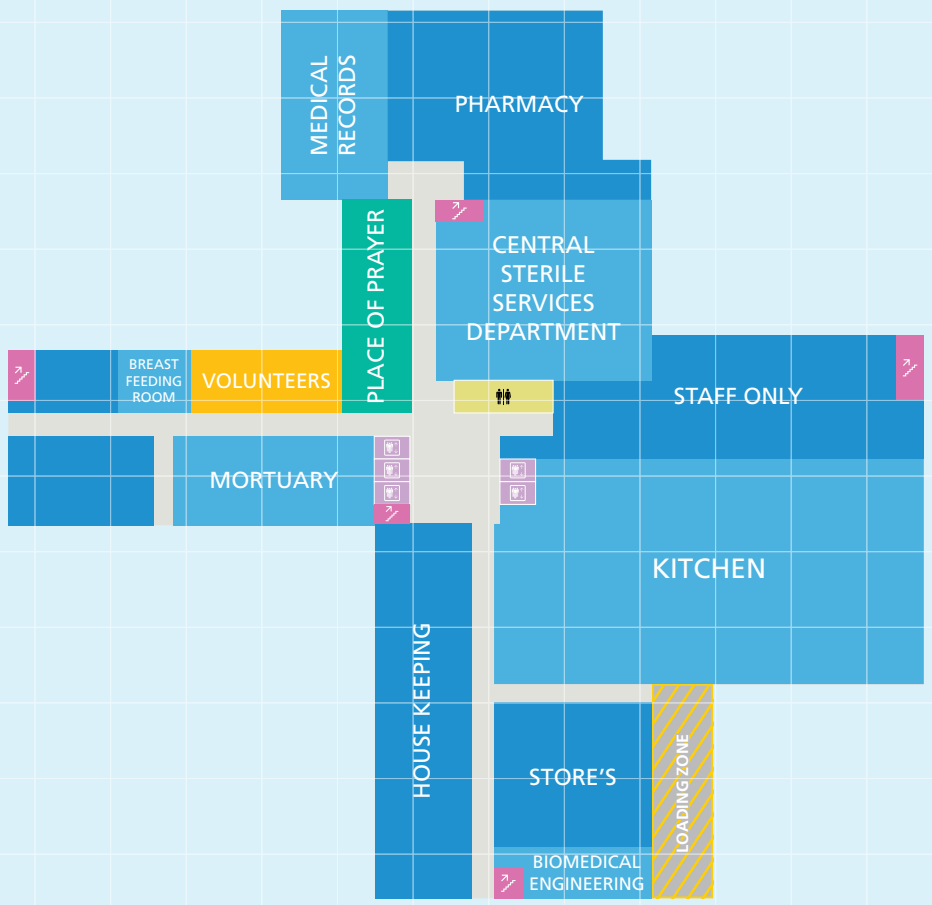 MEDICAL
RECORDS
PHARMACY
PLACE OF PRAYER
CENTRAL
STERILE
SERVICES
DEPARTMENT
BREAST
FEEDING
ROOM
VOLUNTEERS
STAFF ONLY
MORTUARY
KITCHEN
HOUSE KEEPING
STORE'S
LOADING ZONE
BIOMEDICAL
ENGINEERING